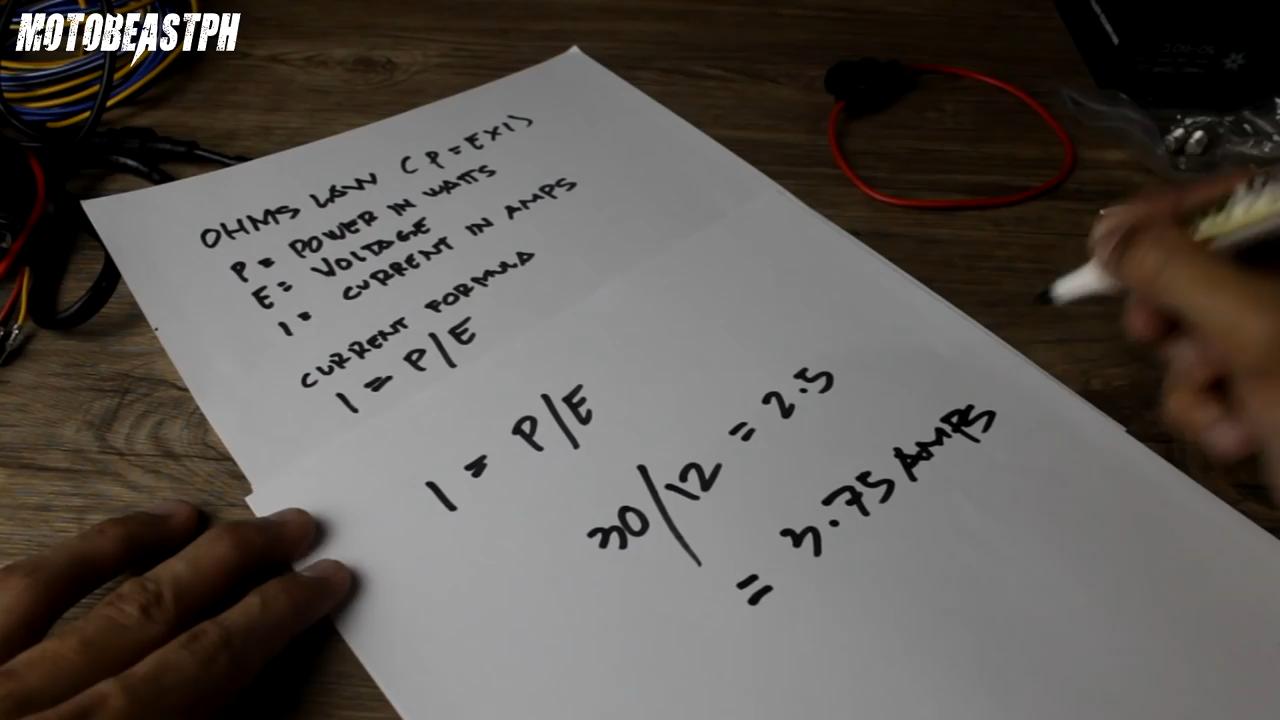 MOTOBEASTPH
OHMS LAW (P=EXI)
P= POWER IN WATTS
E= VOLTAGE
I= CURRENT IN AMPS
CURRENT FORMULA
I = P/E
I = P/E
30/12 = 2.5
= 3.75 AMPS